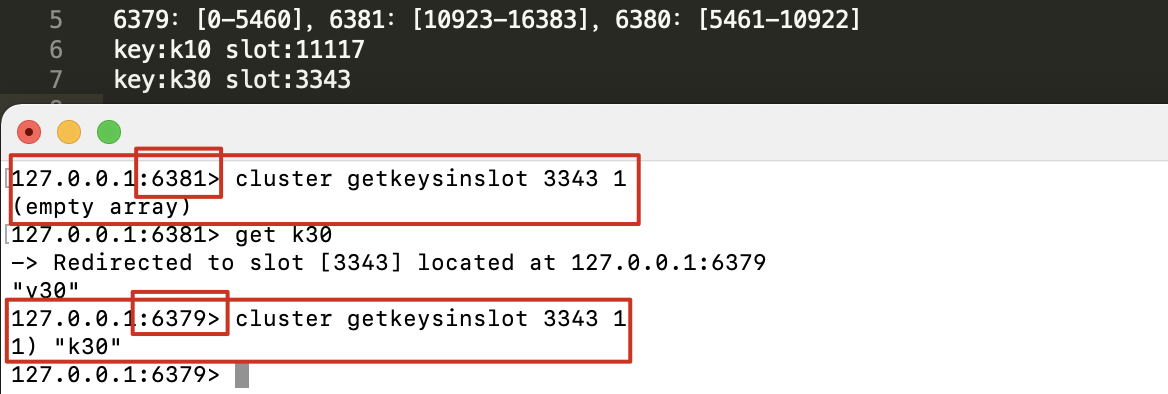 5 6379: [0-5460], 6381: [10923-16383], 6380: [5461-10922]
6 key:k10 slot:11117
7 key:k30 slot:3343
127.0.0.1:6381> cluster getkeysinslot 3343 1
(empty array)
127.0.0.1:6381> get k30
-> Redirected to slot [3343] located at 127.0.0.1:6379
"v30"
127.0.0.1:6379> cluster getkeysinslot 3343 1
1) "k30"
127.0.0.1:6379>